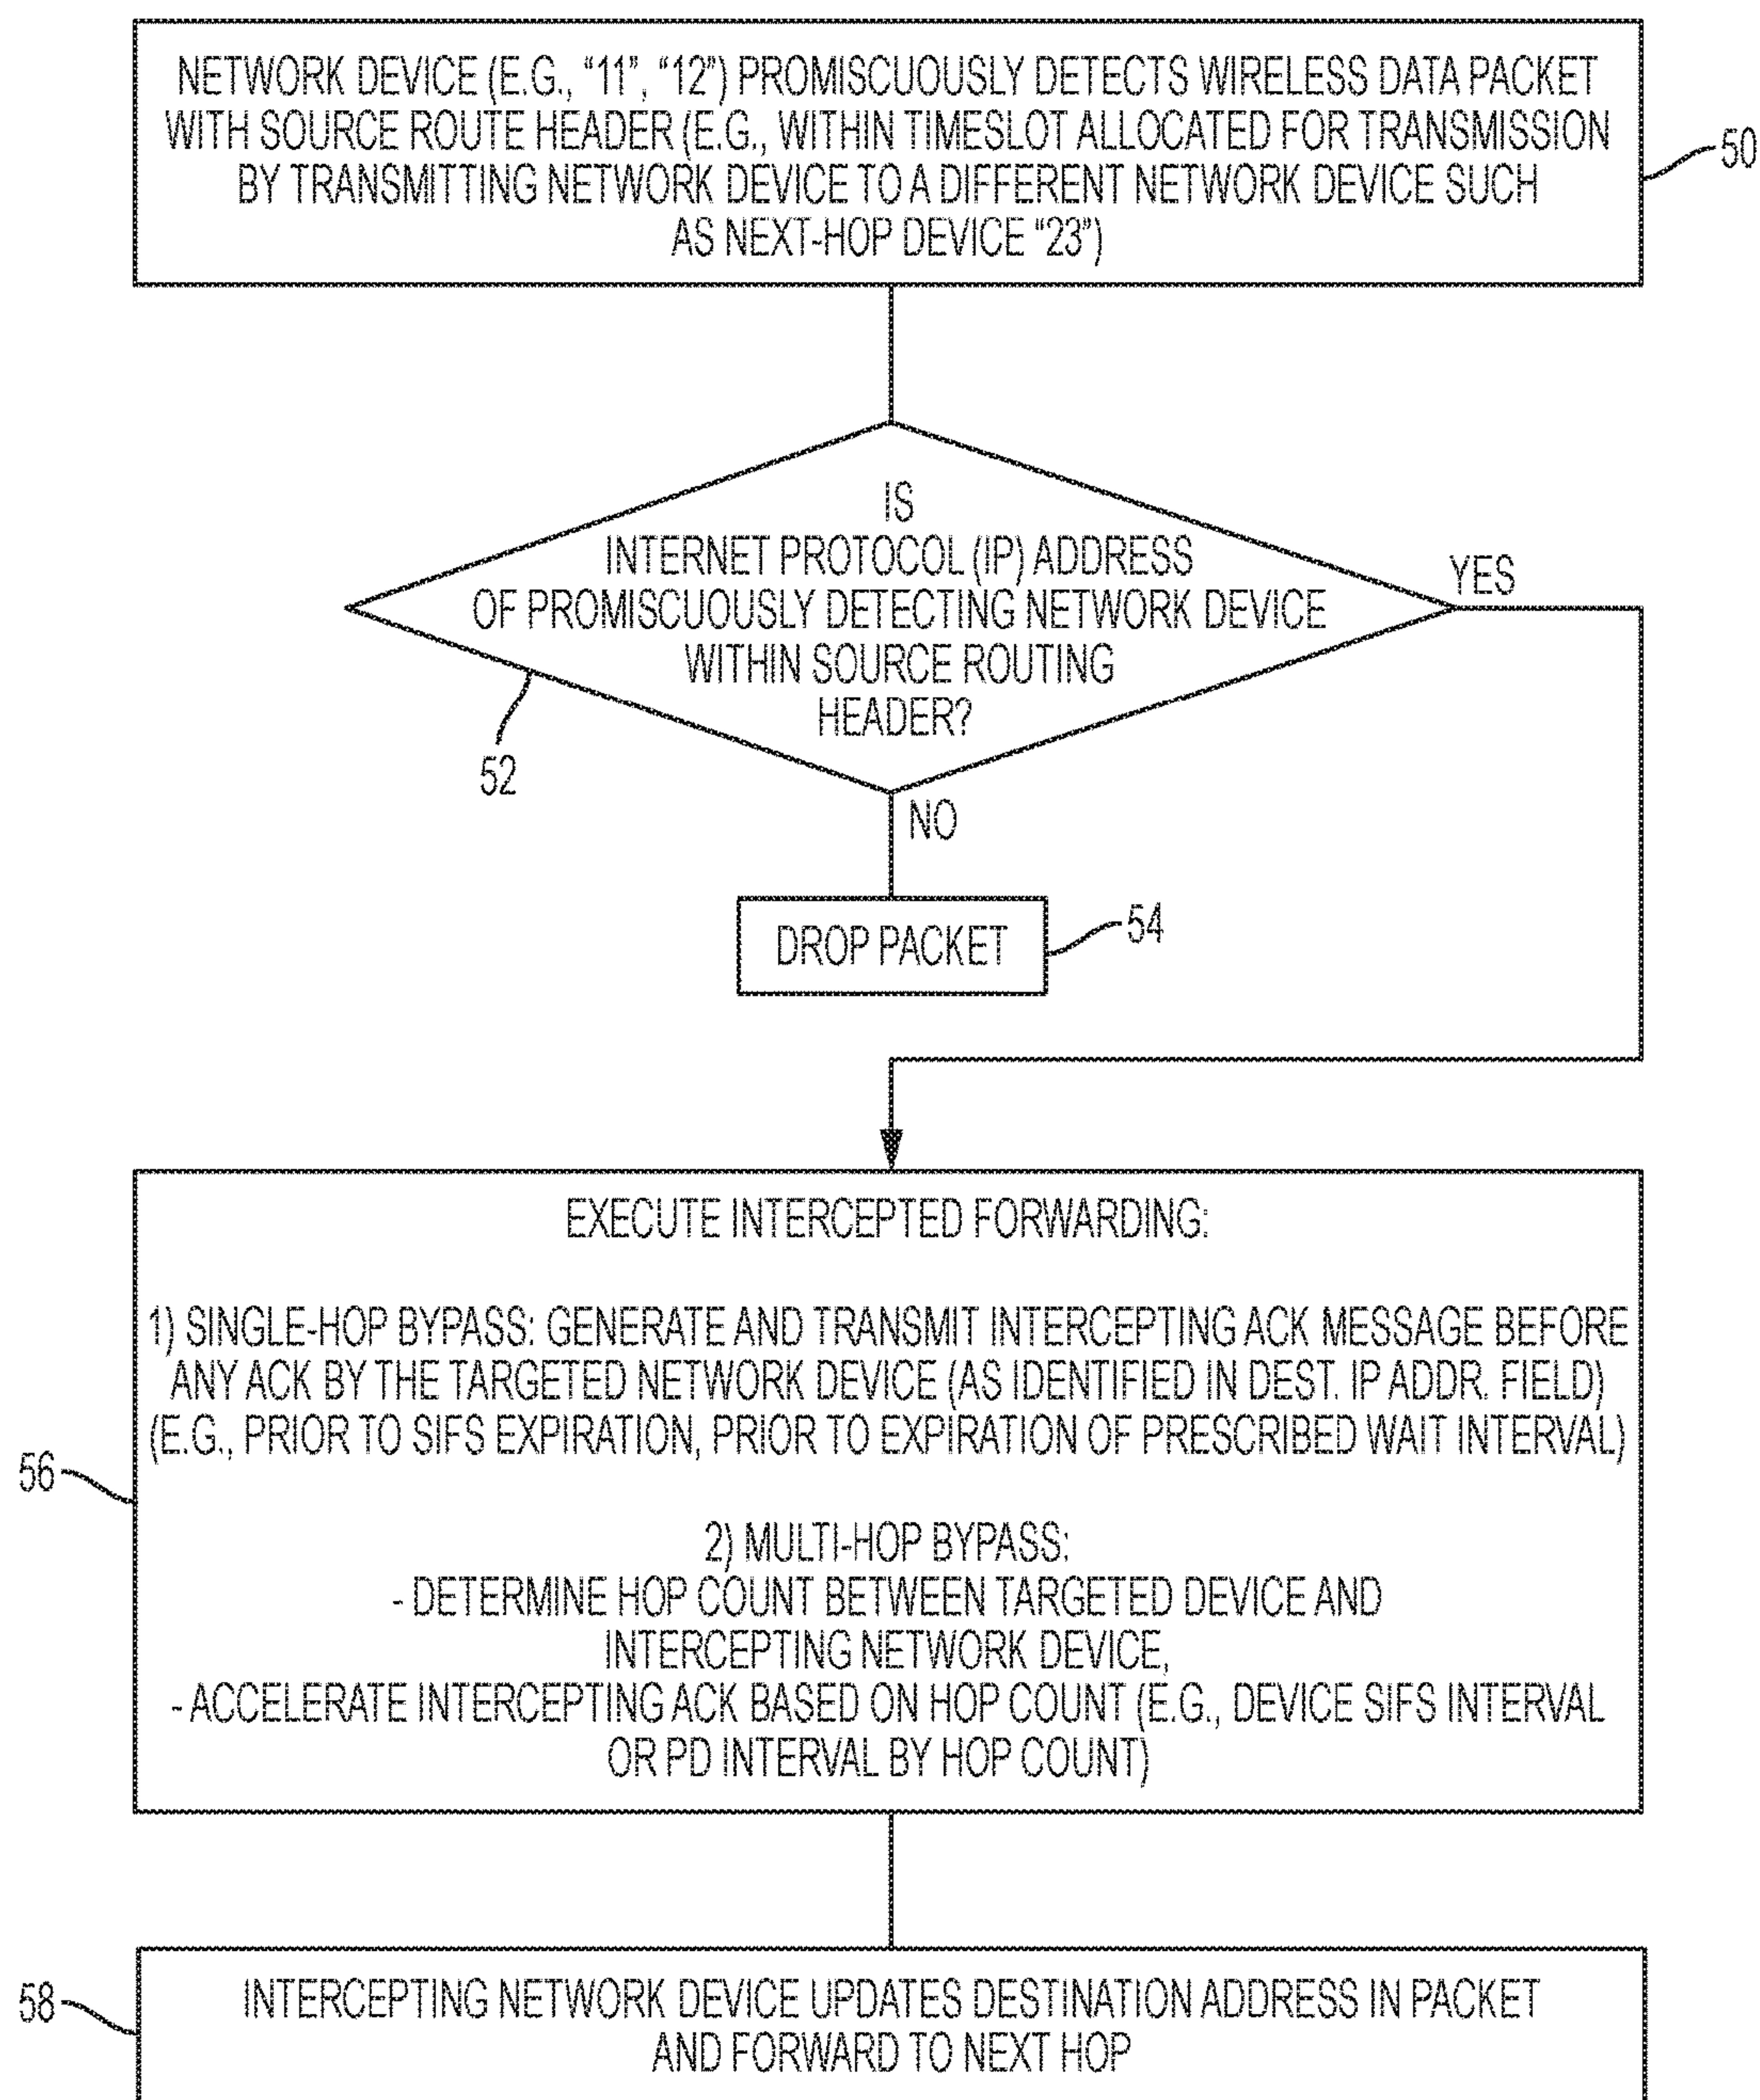 NETWORK DEVICE (E.G., “11”, “12”) PROMISCUOUSLY DETECTS WIRELESS DATA PACKET
WITH SOURCE ROUTE HEADER (E.G., WITHIN TIMESLOT ALLOCATED FOR TRANSMISSION
BY TRANSMITTING NETWORK DEVICE TO A DIFFERENT NETWORK DEVICE SUCH
AS NEXT-HOP DEVICE “23”)
50
IS
INTERNET PROTOCOL (IP) ADDRESS
OF PROMISCUOUSLY DETECTING NETWORK DEVICE
WITHIN SOURCE ROUTING
HEADER?
YES
52
NO
DROP PACKET
54
EXECUTE INTERCEPTED FORWARDING:
1) SINGLE-HOP BYPASS: GENERATE AND TRANSMIT INTERCEPTING ACK MESSAGE BEFORE
ANY ACK BY THE TARGETED NETWORK DEVICE (AS IDENTIFIED IN DEST. IP ADDR. FIELD)
(E.G., PRIOR TO SIFS EXPIRATION, PRIOR TO EXPIRATION OF PRESCRIBED WAIT INTERVAL)
56
2) MULTI-HOP BYPASS:
- DETERMINE HOP COUNT BETWEEN TARGETED DEVICE AND
INTERCEPTING NETWORK DEVICE,
- ACCELERATE INTERCEPTING ACK BASED ON HOP COUNT (E.G., DEVICE SIFS INTERVAL
OR PD INTERVAL BY HOP COUNT)
58
INTERCEPTING NETWORK DEVICE UPDATES DESTINATION ADDRESS IN PACKET
AND FORWARD TO NEXT HOP